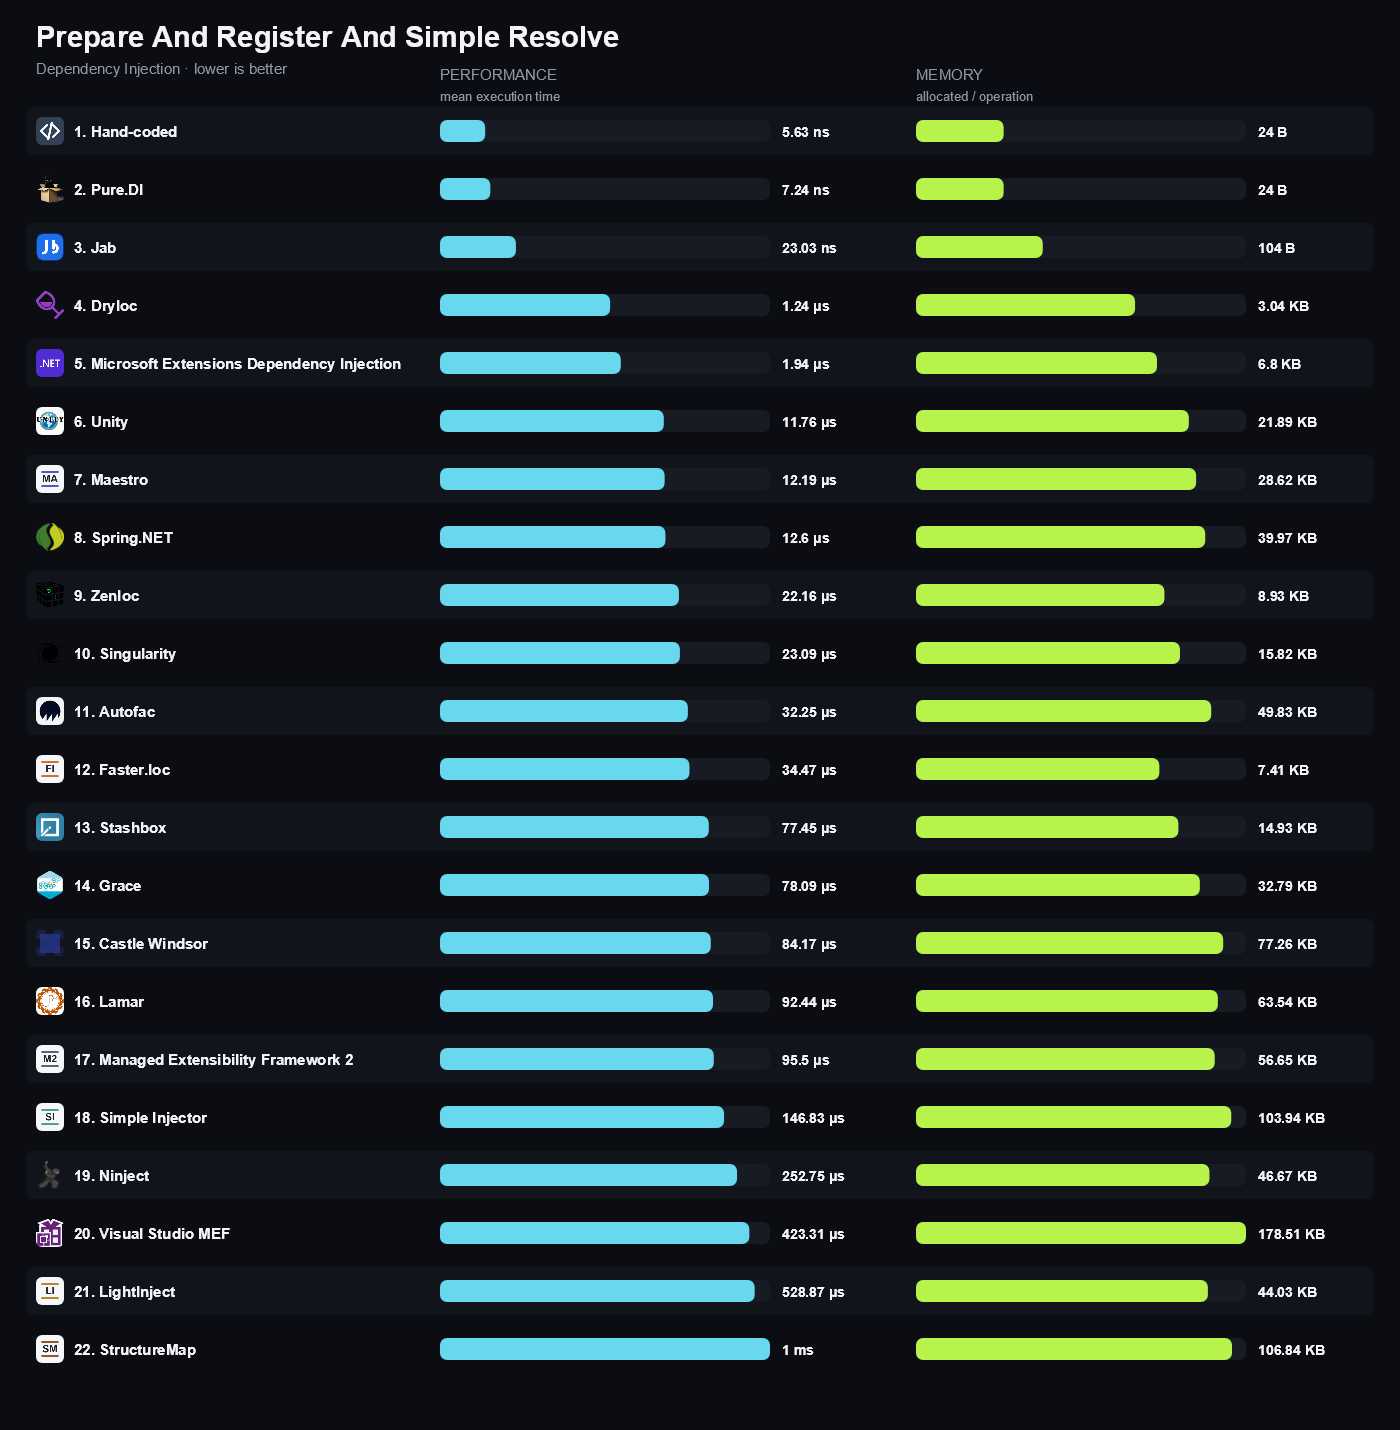 Prepare And Register And Simple Resolve
Dependency Injection · lower is better
PERFORMANCE
mean execution time
MEMORY
allocated / operation
1. Hand-coded 5.63 ns 24 B
2. Pure.DI 7.24 ns 24 B
Jb 3. Jab 23.03 ns 104 B
4. DryIoc 1.24 µs 3.04 KB
.NET 5. Microsoft Extensions Dependency Injection 1.94 µs 6.8 KB
UNITY 6. Unity 11.76 µs 21.89 KB
MA 7. Maestro 12.19 µs 28.62 KB
8. Spring.NET 12.6 µs 39.97 KB
? 9. ZenIoc 22.16 µs 8.93 KB
10. Singularity 23.09 µs 15.82 KB
11. Autofac 32.25 µs 49.83 KB
FI 12. Faster.Ioc 34.47 µs 7.41 KB
13. Stashbox 77.45 µs 14.93 KB
14. Grace 78.09 µs 32.79 KB
15. Castle Windsor 84.17 µs 77.26 KB
16. Lamar 92.44 µs 63.54 KB
M2 17. Managed Extensibility Framework 2 95.5 µs 56.65 KB
SI 18. Simple Injector 146.83 µs 103.94 KB
19. Ninject 252.75 µs 46.67 KB
20. Visual Studio MEF 423.31 µs 178.51 KB
LI 21. LightInject 528.87 µs 44.03 KB
SM 22. StructureMap 1 ms 106.84 KB